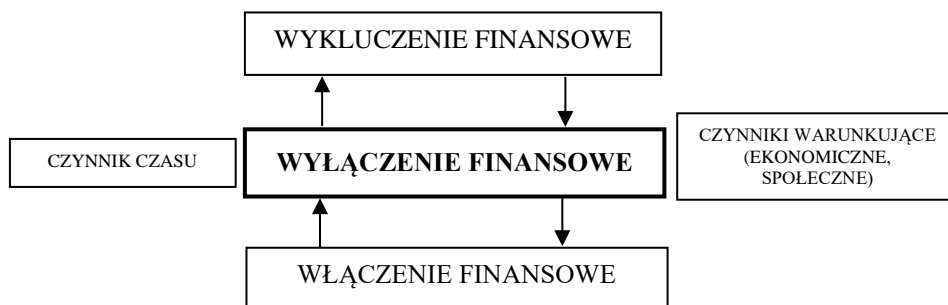 WYKLUCZENIE FINANSOWE
CZYNNIK CZASU
WYŁĄCZENIE FINANSOWE
CZYNNIKI WARUNKUJĄCE
(EKONOMICZNE,
SPOŁECZNE)
WŁĄCZENIE FINANSOWE